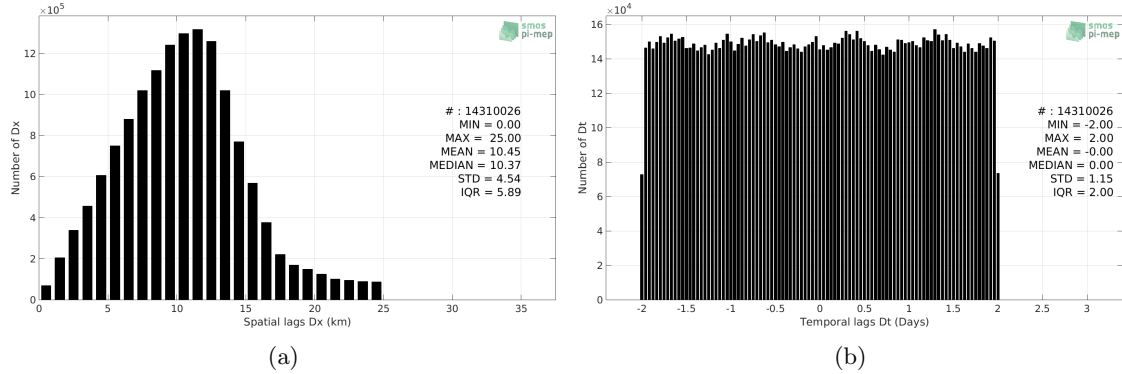 ×10⁵
12
10
8
6
4
2
0
Number of Dx
0 5 10 15 20 25 30 35
Spatial lags Dx (km)
smos
pi-mep
# : 14310026
MIN = 0.00
MAX = 25.00
MEAN = 10.45
MEDIAN = 10.37
STD = 4.54
IQR = 5.89
(a)
×10⁴
16
14
12
10
8
6
4
2
0
Number of Dt
-2 -1.5 -1 -0.5 0 0.5 1 1.5 2 2.5 3
Temporal lags Dt (Days)
smos
pi-mep
# : 14310026
MIN = -2.00
MAX = 2.00
MEAN = -0.00
MEDIAN = 0.00
STD = 1.15
IQR = 2.00
(b)